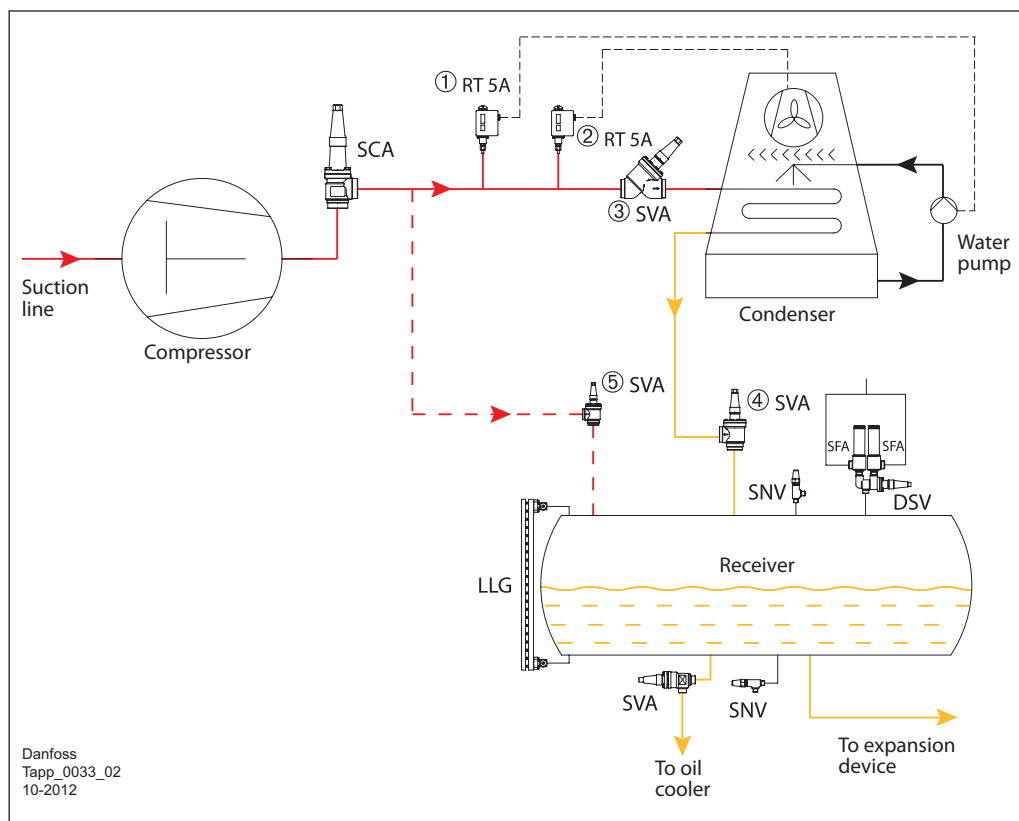 ① RT 5A
② RT 5A
SCA
③ SVA
Water
pump
Suction
line
Condenser
Compressor
⑤ SVA
④ SVA
SFA
SFA
SNV
DSV
Receiver
LLG
SVA
SNV
To oil
cooler
To expansion
device
Danfoss
Tapp_0033_02
10-2012